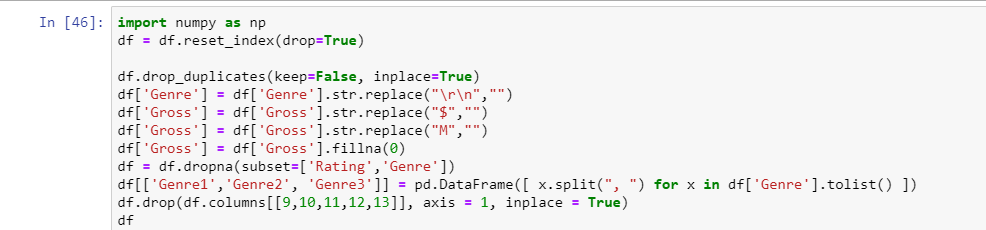 In [46]: import numpy as np
df = df.reset_index(drop=True)
df.drop_duplicates(keep=False, inplace=True)
df['Genre'] = df['Genre'].str.replace("\r\n","")
df['Gross'] = df['Gross'].str.replace("$","")
df['Gross'] = df['Gross'].str.replace("M","")
df['Gross'] = df['Gross'].fillna(0)
df = df.dropna(subset=['Rating','Genre'])
df[['Genre1','Genre2', 'Genre3']] = pd.DataFrame([ x.split(", ") for x in df['Genre'].tolist() ])
df.drop(df.columns[[9,10,11,12,13]], axis = 1, inplace = True)
df